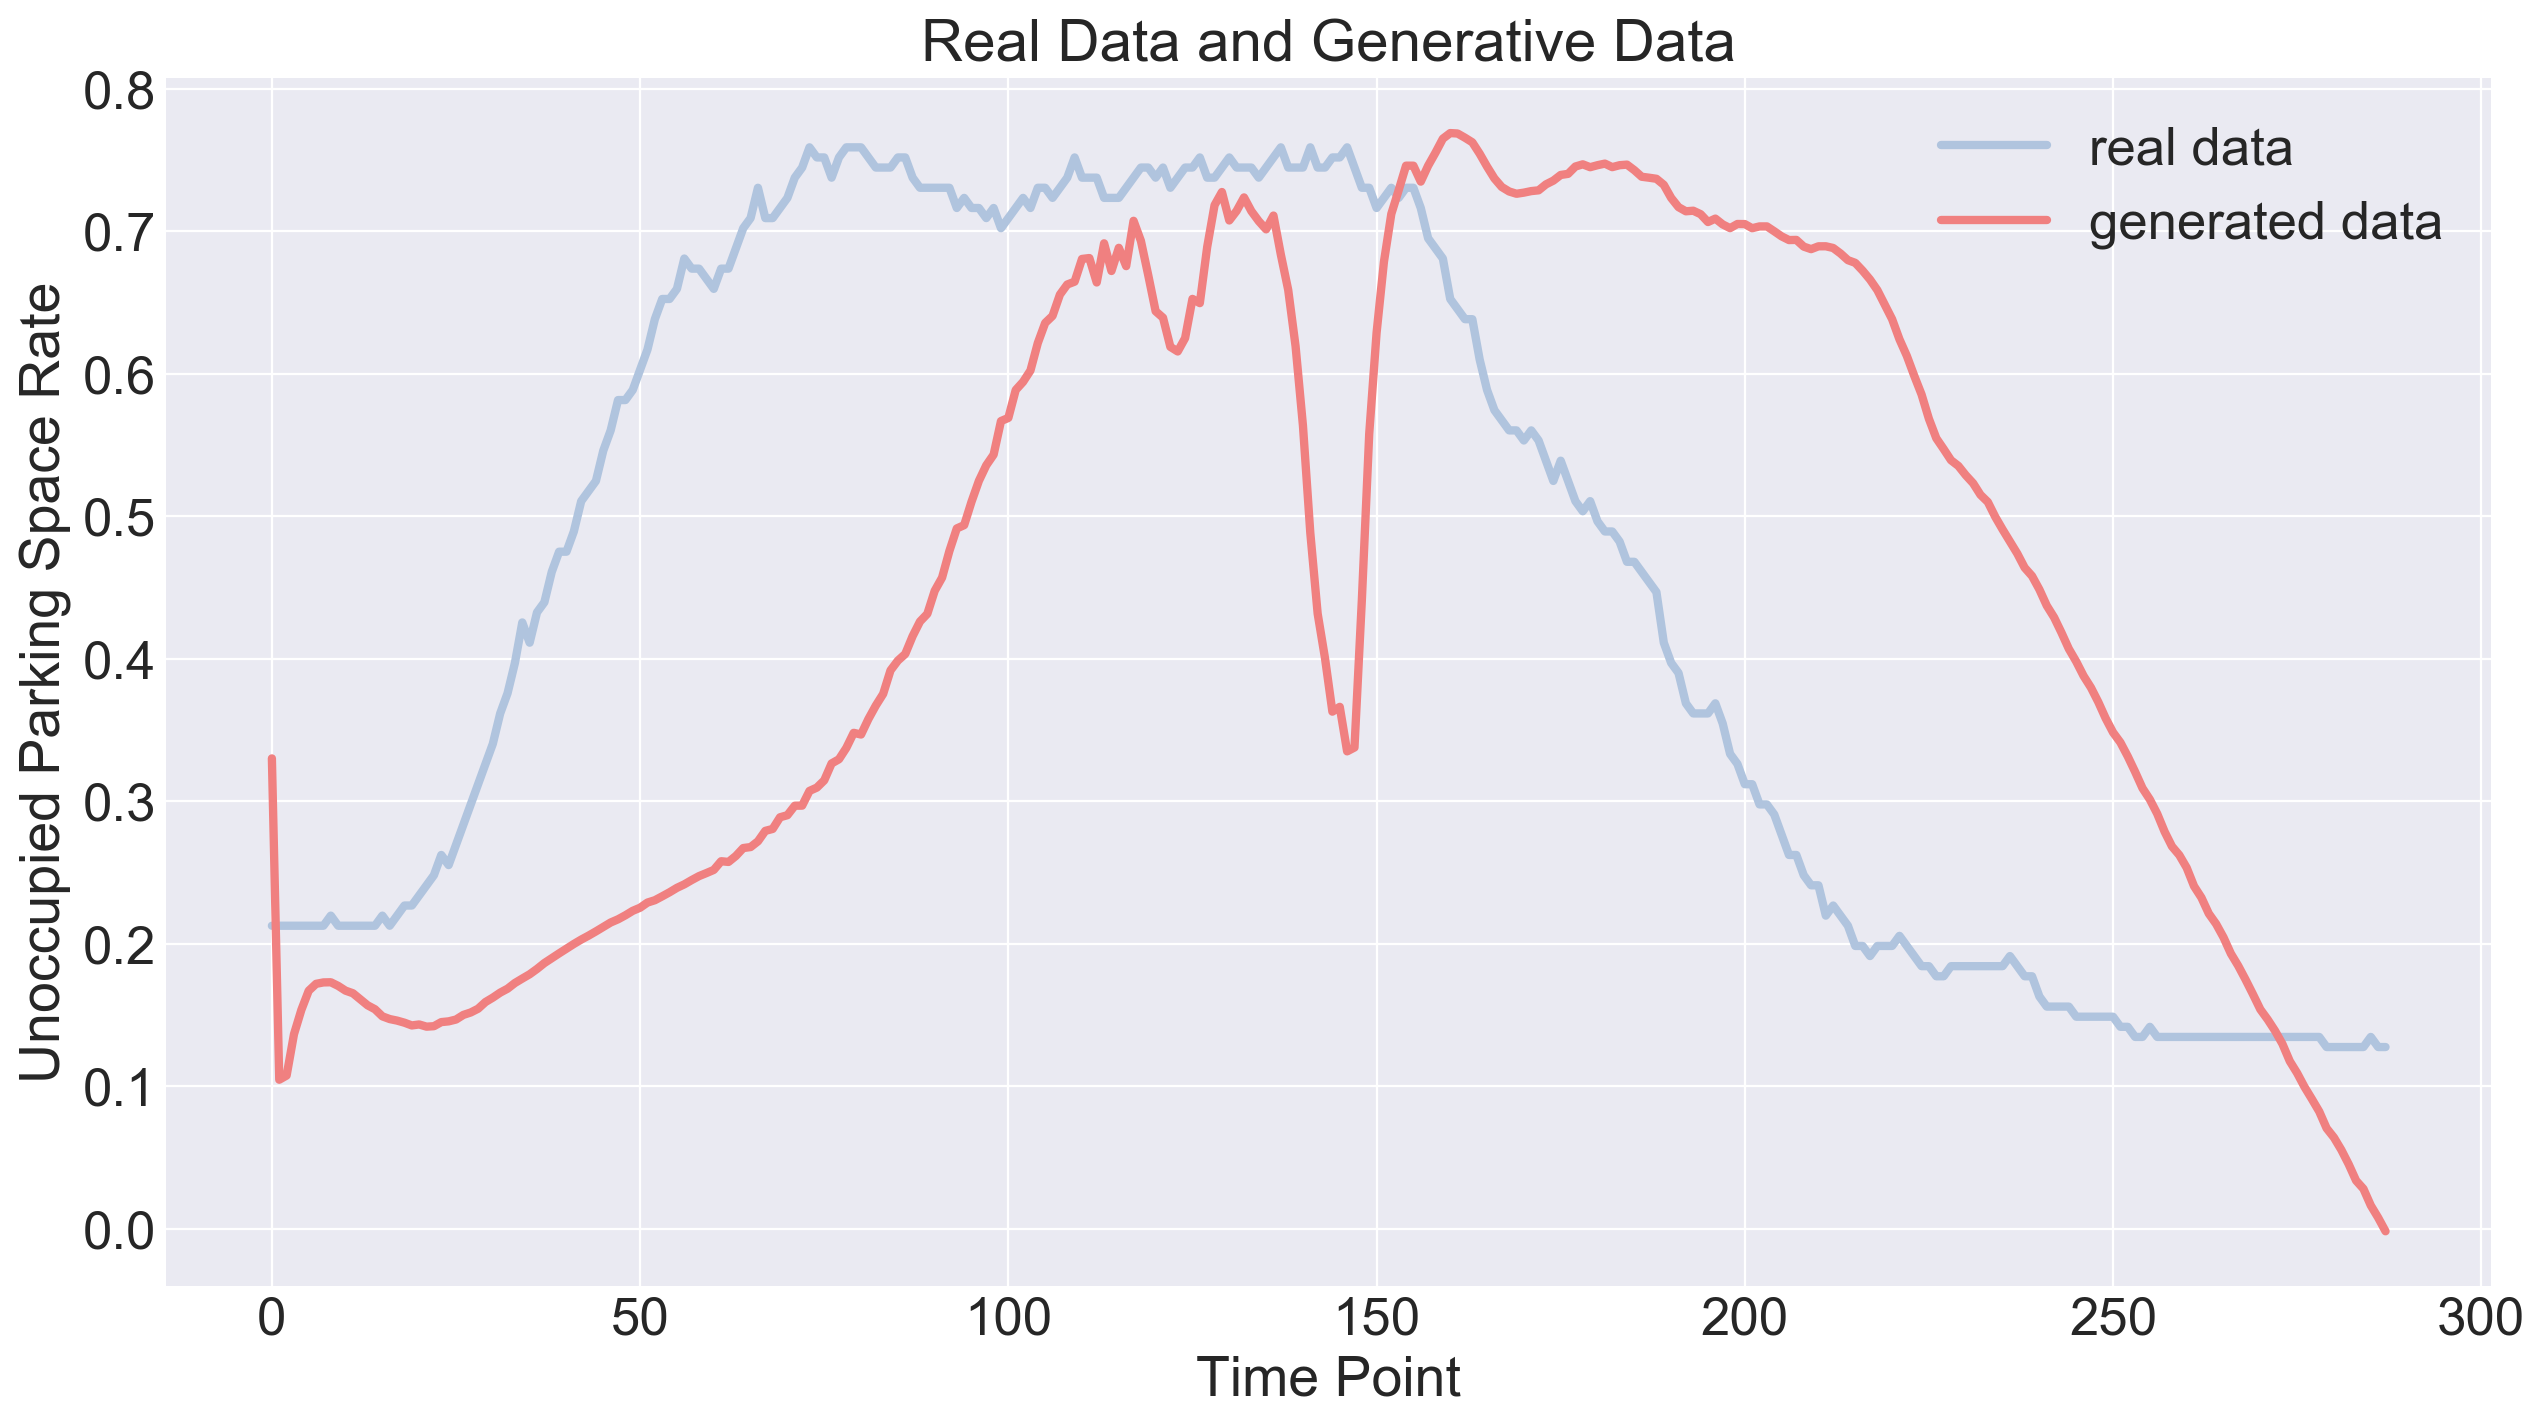 Real Data and Generative Data
real data
generated data
Unoccupied Parking Space Rate
0.8
0.7
0.6
0.5
0.4
0.3
0.2
0.1
0.0
0 50 100 150 200 250 300
Time Point